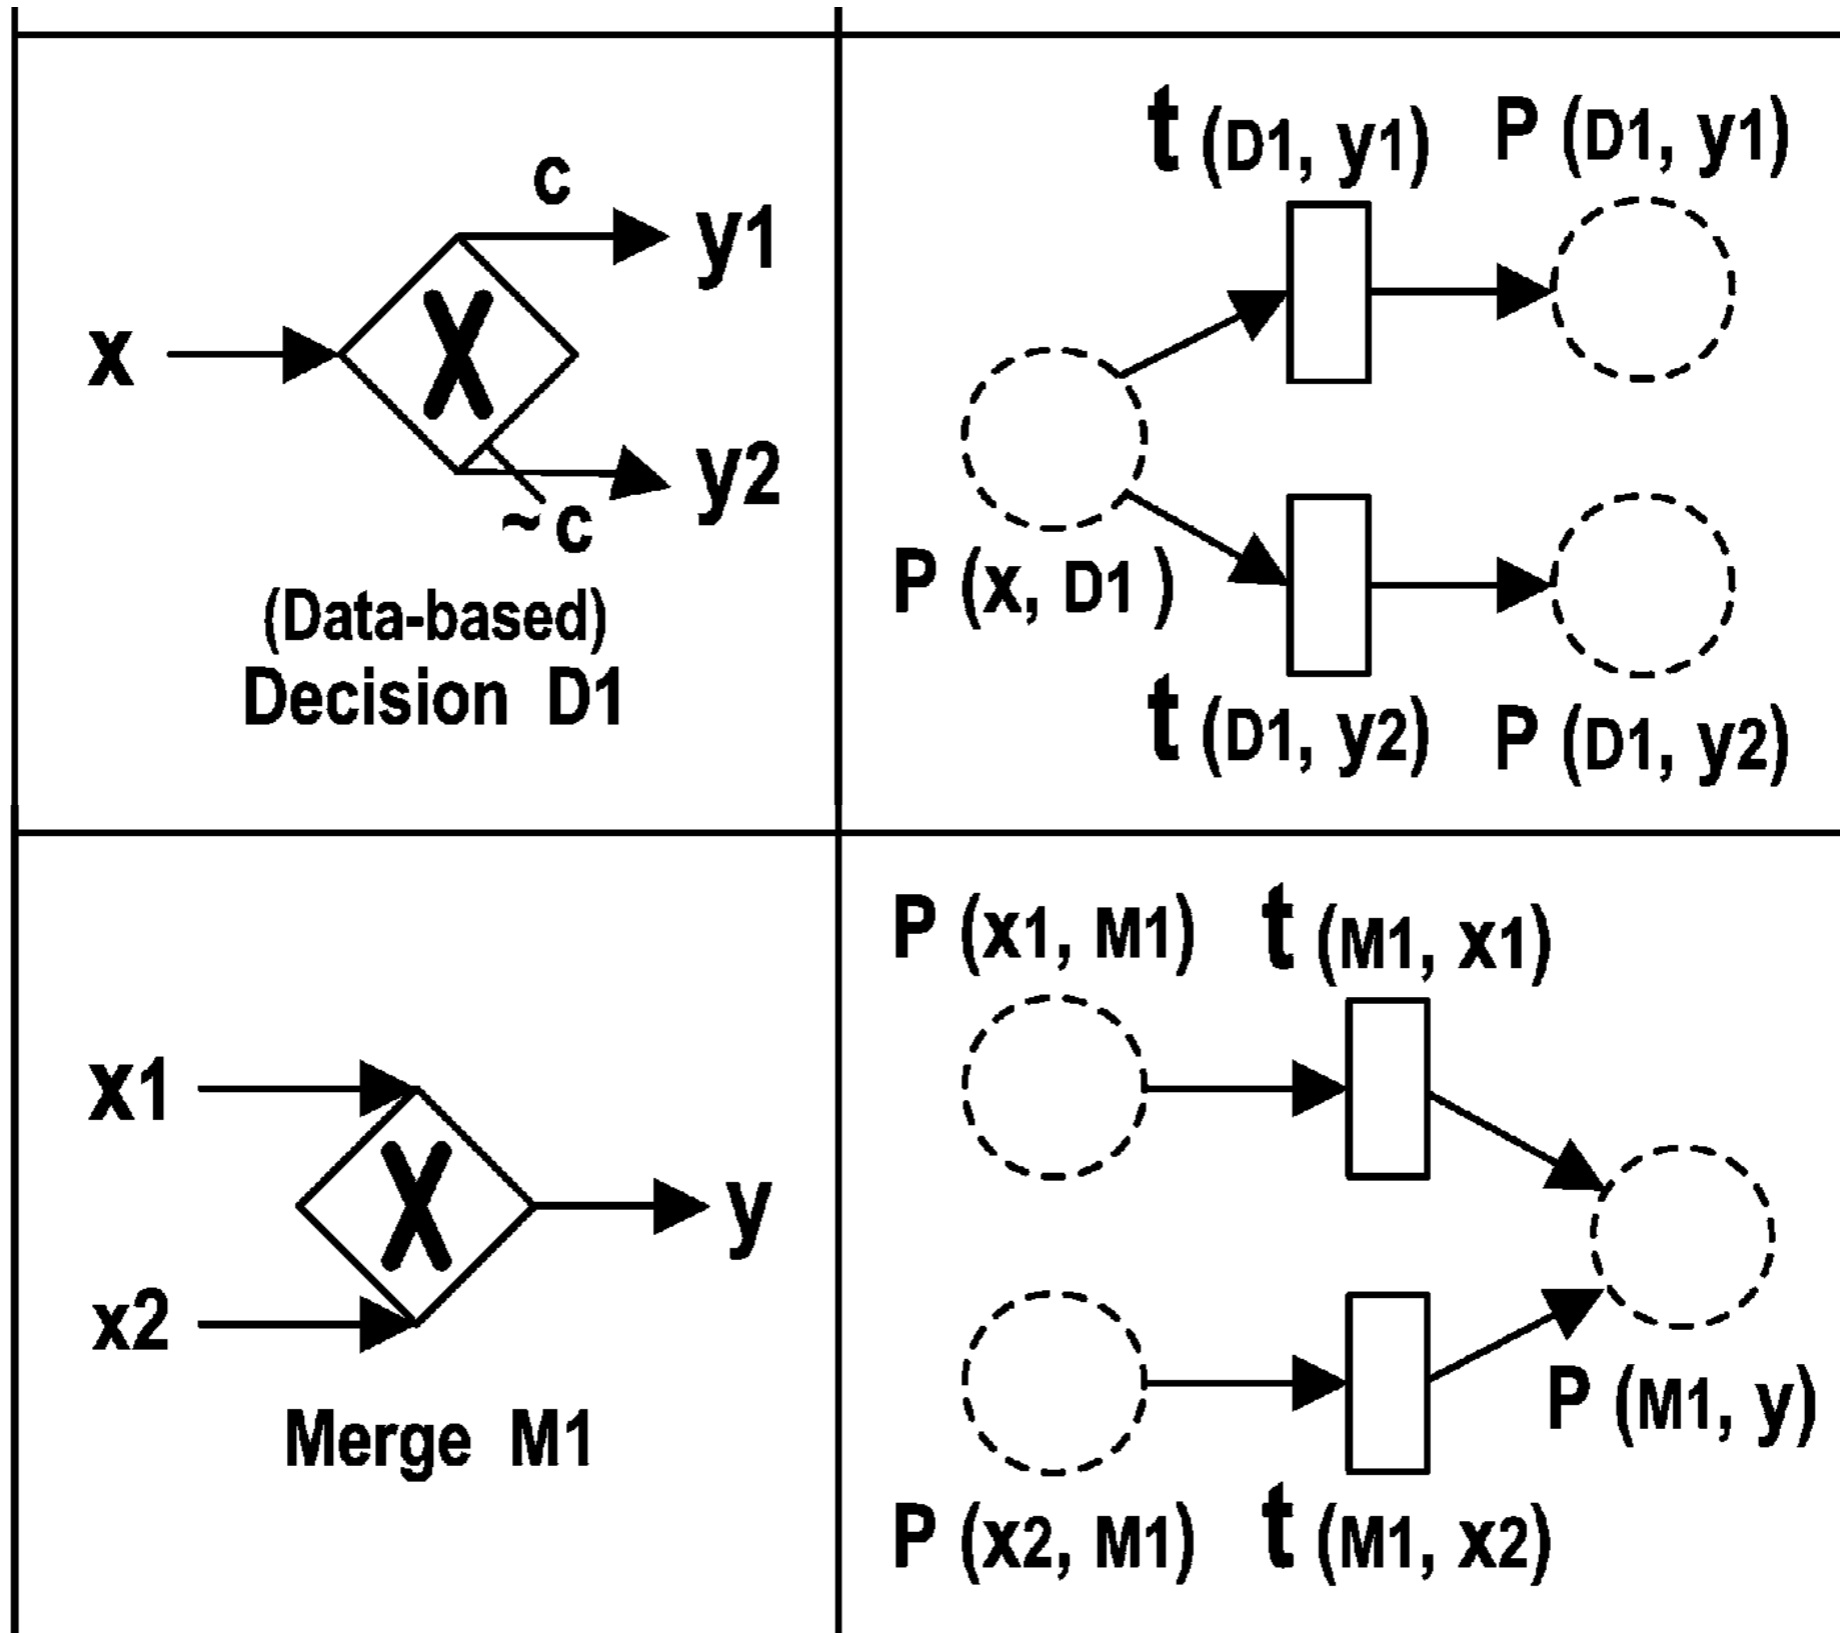 c
y1
x
X
y2
~ c
(Data-based)
Decision D1
t (D1, y1)
P (D1, y1)
P (x, D1 )
t (D1, y2)
P (D1, y2)
x1
X
y
x2
Merge M1
P (x1, M1)
t (M1, x1)
P (M1, y)
P (x2, M1)
t (M1, x2)